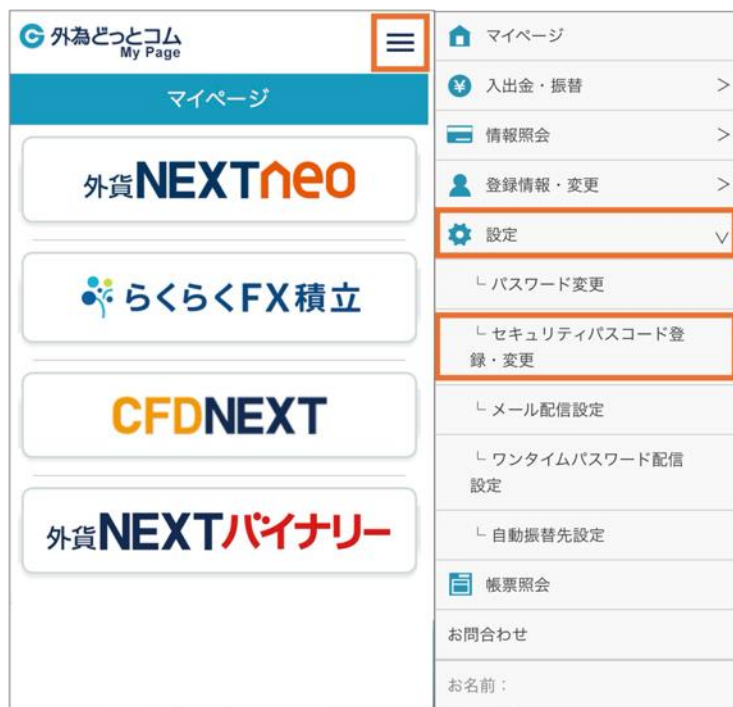 外為どっとコム
My Page
マイページ
外貨NEXTneo
らくらくFX積立
CFDNEXT
外貨NEXTバイナリー
マイページ
入出金・振替 >
情報照会 >
登録情報・変更 >
設定
└ パスワード変更
└ セキュリティパスコード登
録・変更
└ メール配信設定
└ ワンタイムパスワード配信
設定
└ 自動振替先設定
帳票照会
お問合わせ
お名前：